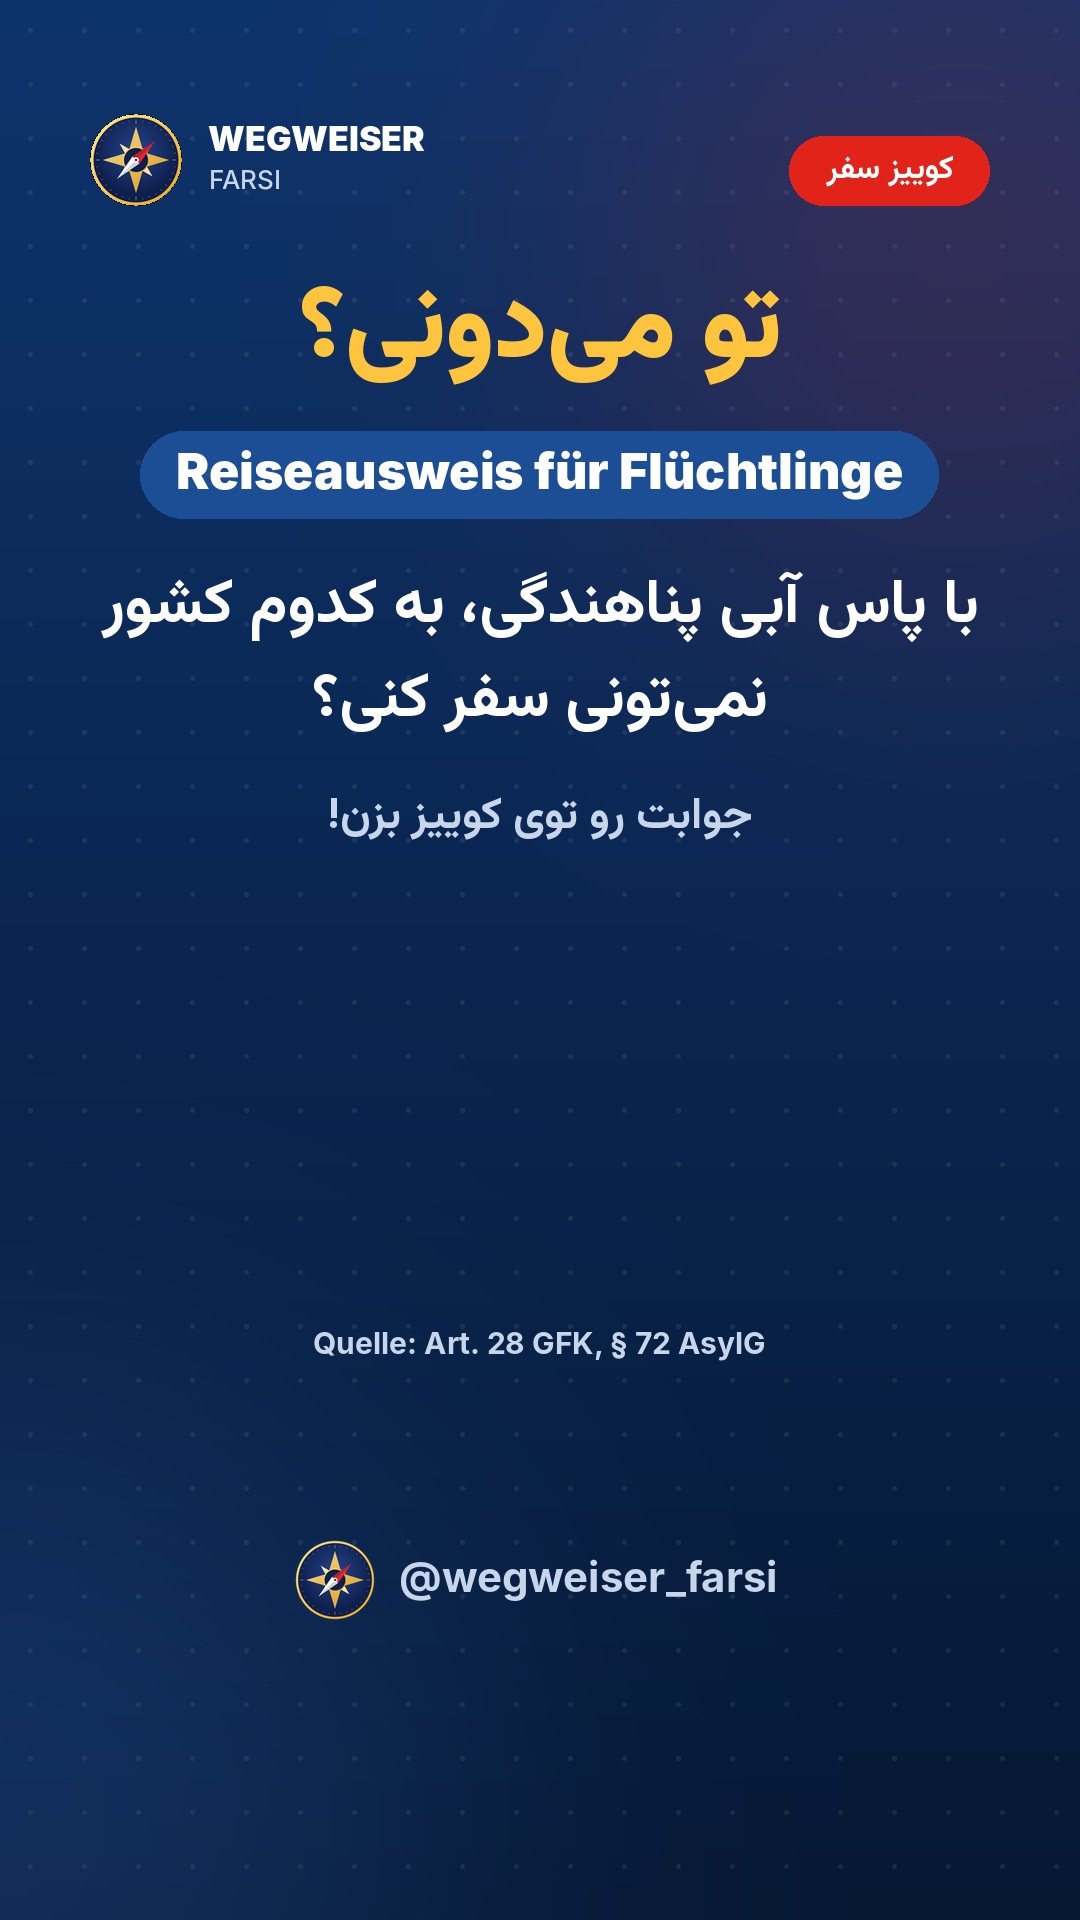 WEGWEISER
FARSI
کوییز سفر
تو می‌دونی؟
Reiseausweis für Flüchtlinge
با پاس آبی پناهندگی، به کدوم کشور
نمی‌تونی سفر کنی؟
جوابت رو توی کوییز بزن!
Quelle: Art. 28 GFK, § 72 AsylG
@wegweiser_farsi